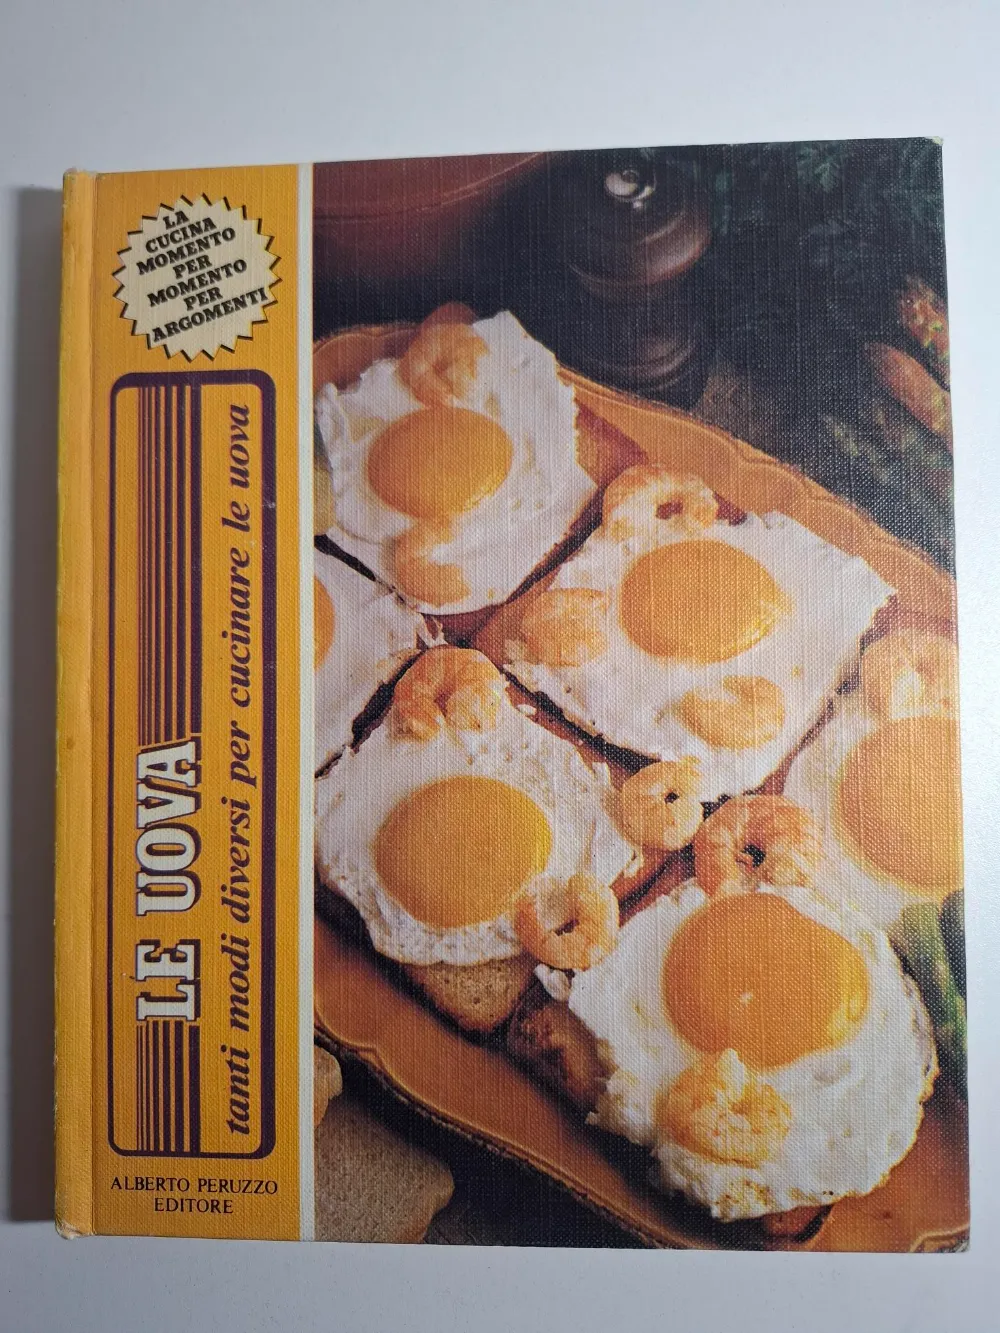 LA
CUCINA
MOMENTO
PER
MOMENTO
PER
ARGOMENTI
LE UOVA
tanti modi diversi per cucinare le uova
ALBERTO PERUZZO
EDITORE